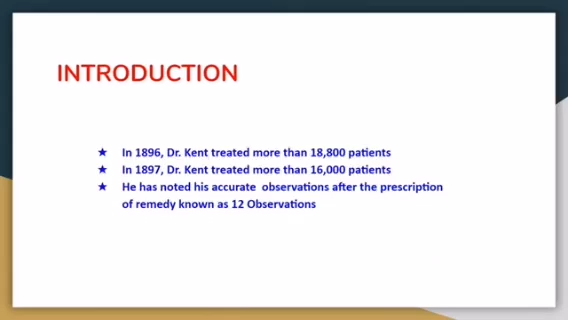 INTRODUCTION
★ In 1896, Dr. Kent treated more than 18,800 patients
★ In 1897, Dr. Kent treated more than 16,000 patients
★ He has noted his accurate observations after the prescription
of remedy known as 12 Observations